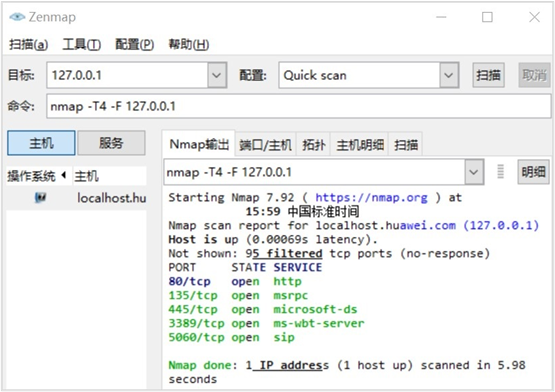 Zenmap
扫描(a) 工具(T) 配置(P) 帮助(H)
目标: 127.0.0.1 配置: Quick scan 扫描 取消
命令: nmap -T4 -F 127.0.0.1
主机 服务 Nmap输出 端口/主机 拓扑 主机明细 扫描
操作系统 主机 nmap -T4 -F 127.0.0.1 明细
localhost.hu
Starting Nmap 7.92 ( https://nmap.org ) at
15:59 中国标准时间
Nmap scan report for localhost.huawei.com (127.0.0.1)
Host is up (0.00069s latency).
Not shown: 95 filtered tcp ports (no-response)
PORT STATE SERVICE
80/tcp open http
135/tcp open msrpc
445/tcp open microsoft-ds
3389/tcp open ms-wbt-server
5060/tcp open sip
Nmap done: 1 IP address (1 host up) scanned in 5.98
seconds